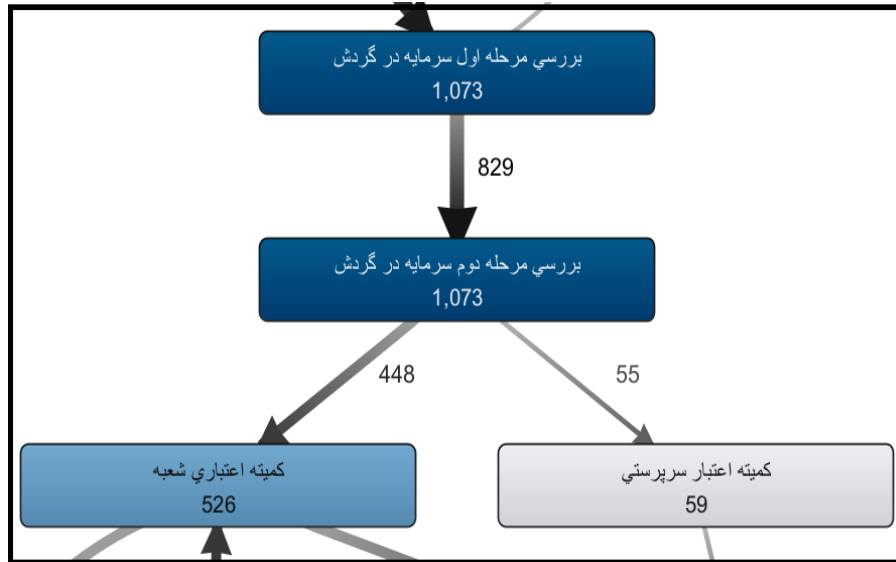 بررسي مرحله اول سرمايه در گردش
1,073
829
بررسي مرحله دوم سرمايه در گردش
1,073
448
55
كميته اعتباري شعبه
526
كميته اعتبار سرپرستي
59